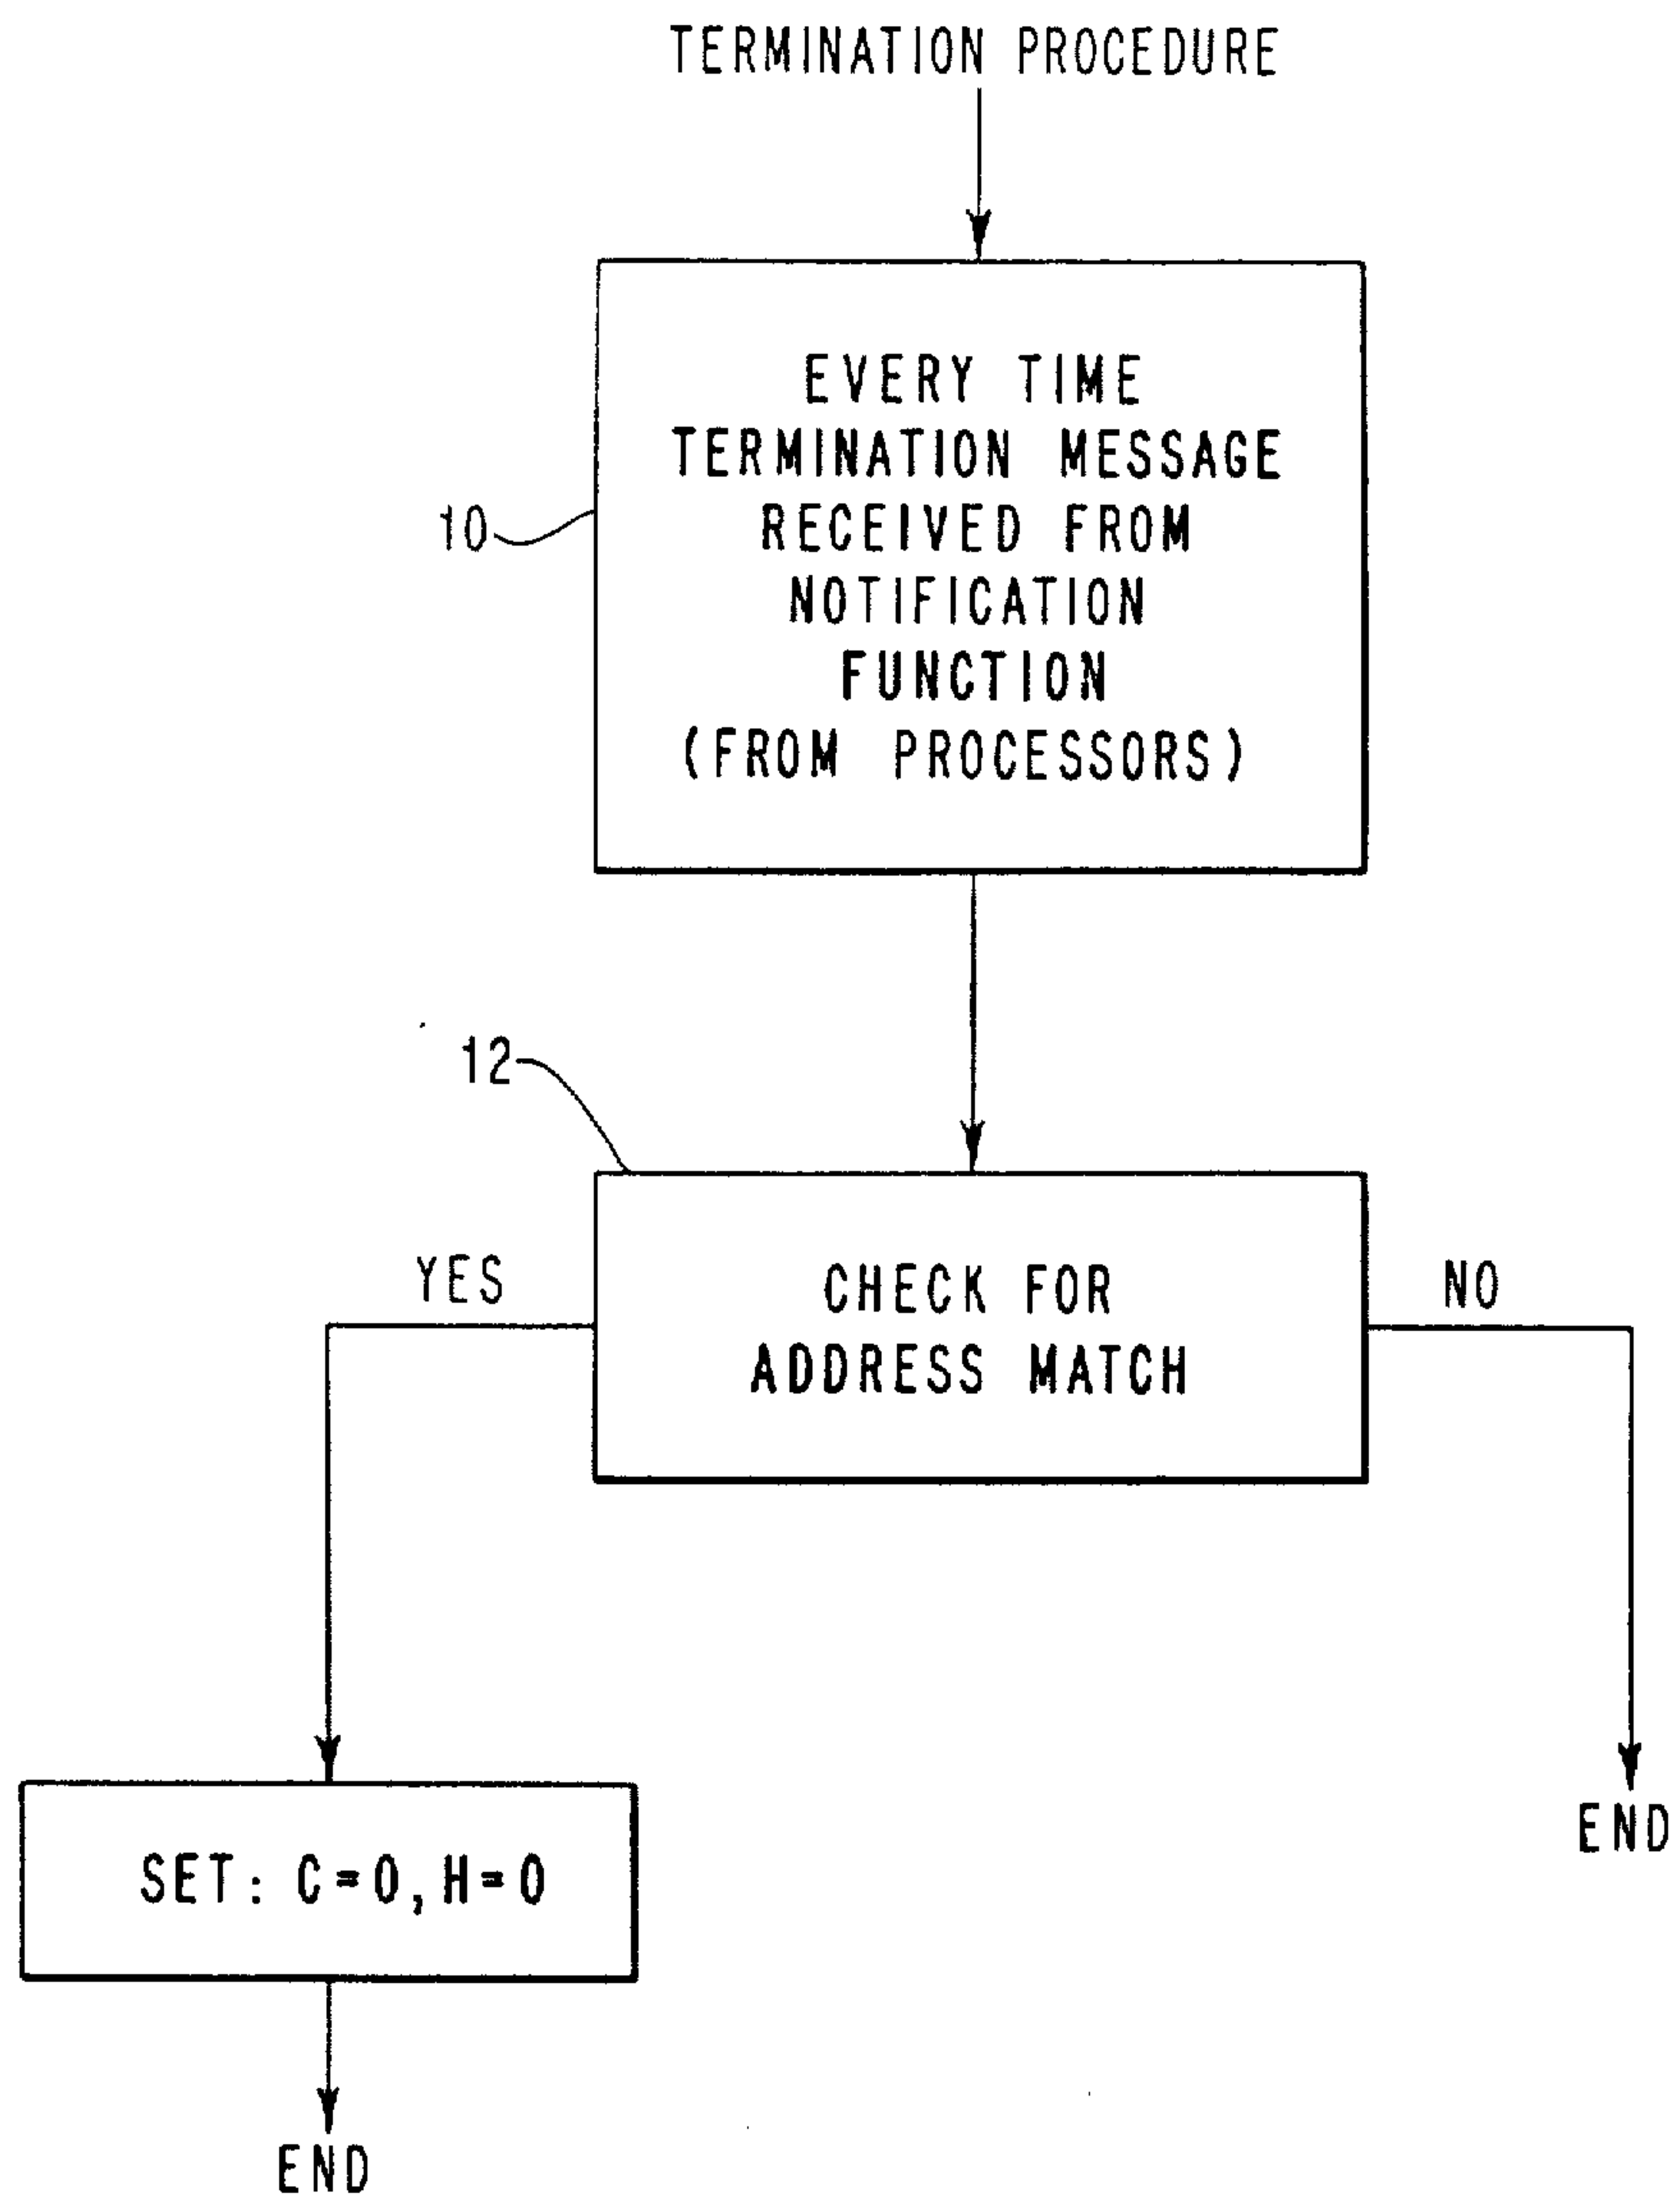 TERMINATION PROCEDURE
EVERY TIME
TERMINATION MESSAGE
RECEIVED FROM
NOTIFICATION
FUNCTION
(FROM PROCESSORS)
10
12
YES
CHECK FOR
ADDRESS MATCH
NO
SET: C=0, H=0
END
END